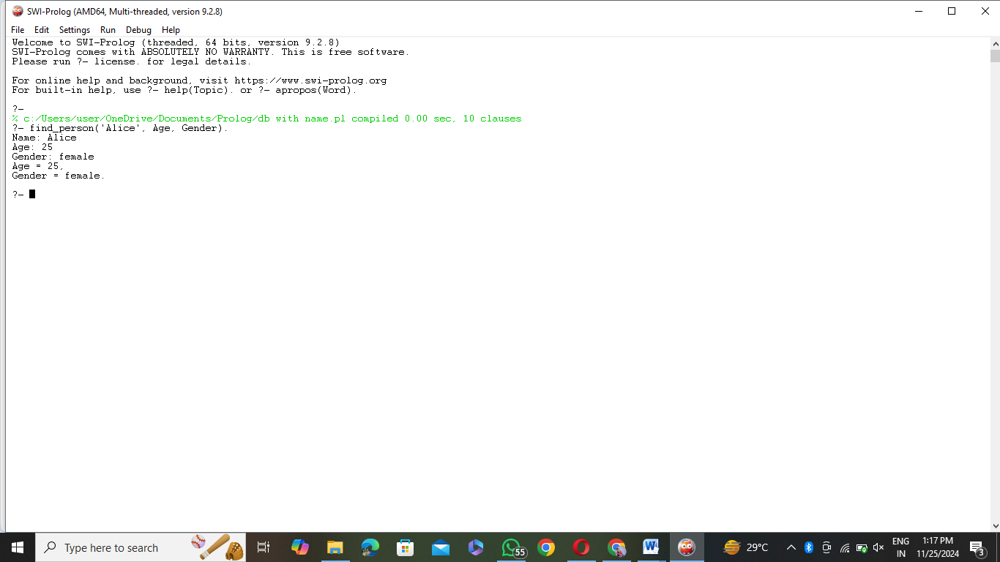 SWI-Prolog (AMD64, Multi-threaded, version 9.2.8)
File Edit Settings Run Debug Help
Welcome to SWI-Prolog (threaded, 64 bits, version 9.2.8)
SWI-Prolog comes with ABSOLUTELY NO WARRANTY. This is free software.
Please run ?- license. for legal details.
For online help and background, visit https://www.swi-prolog.org
For built-in help, use ?- help(Topic). or ?- apropos(Word).
?-
% c:/Users/user/OneDrive/Documents/Prolog/db with name.pl compiled 0.00 sec, 10 clauses
?- find_person('Alice', Age, Gender).
Name: Alice
Age: 25
Gender: female
Age = 25,
Gender = female.
?-
Type here to search
55
29°C
ENG
IN
1:17 PM
11/25/2024
3